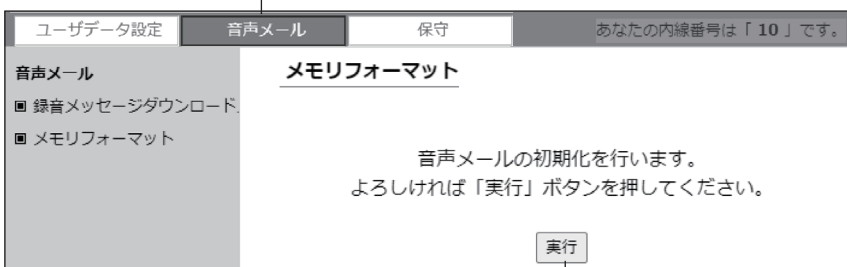 ユーザデータ設定 音声メール 保守 あなたの内線番号は「 10 」です。
音声メール
■ 録音メッセージダウンロード
■ メモリフォーマット
メモリフォーマット
音声メールの初期化を行います。
よろしければ「実行」ボタンを押してください。
実行